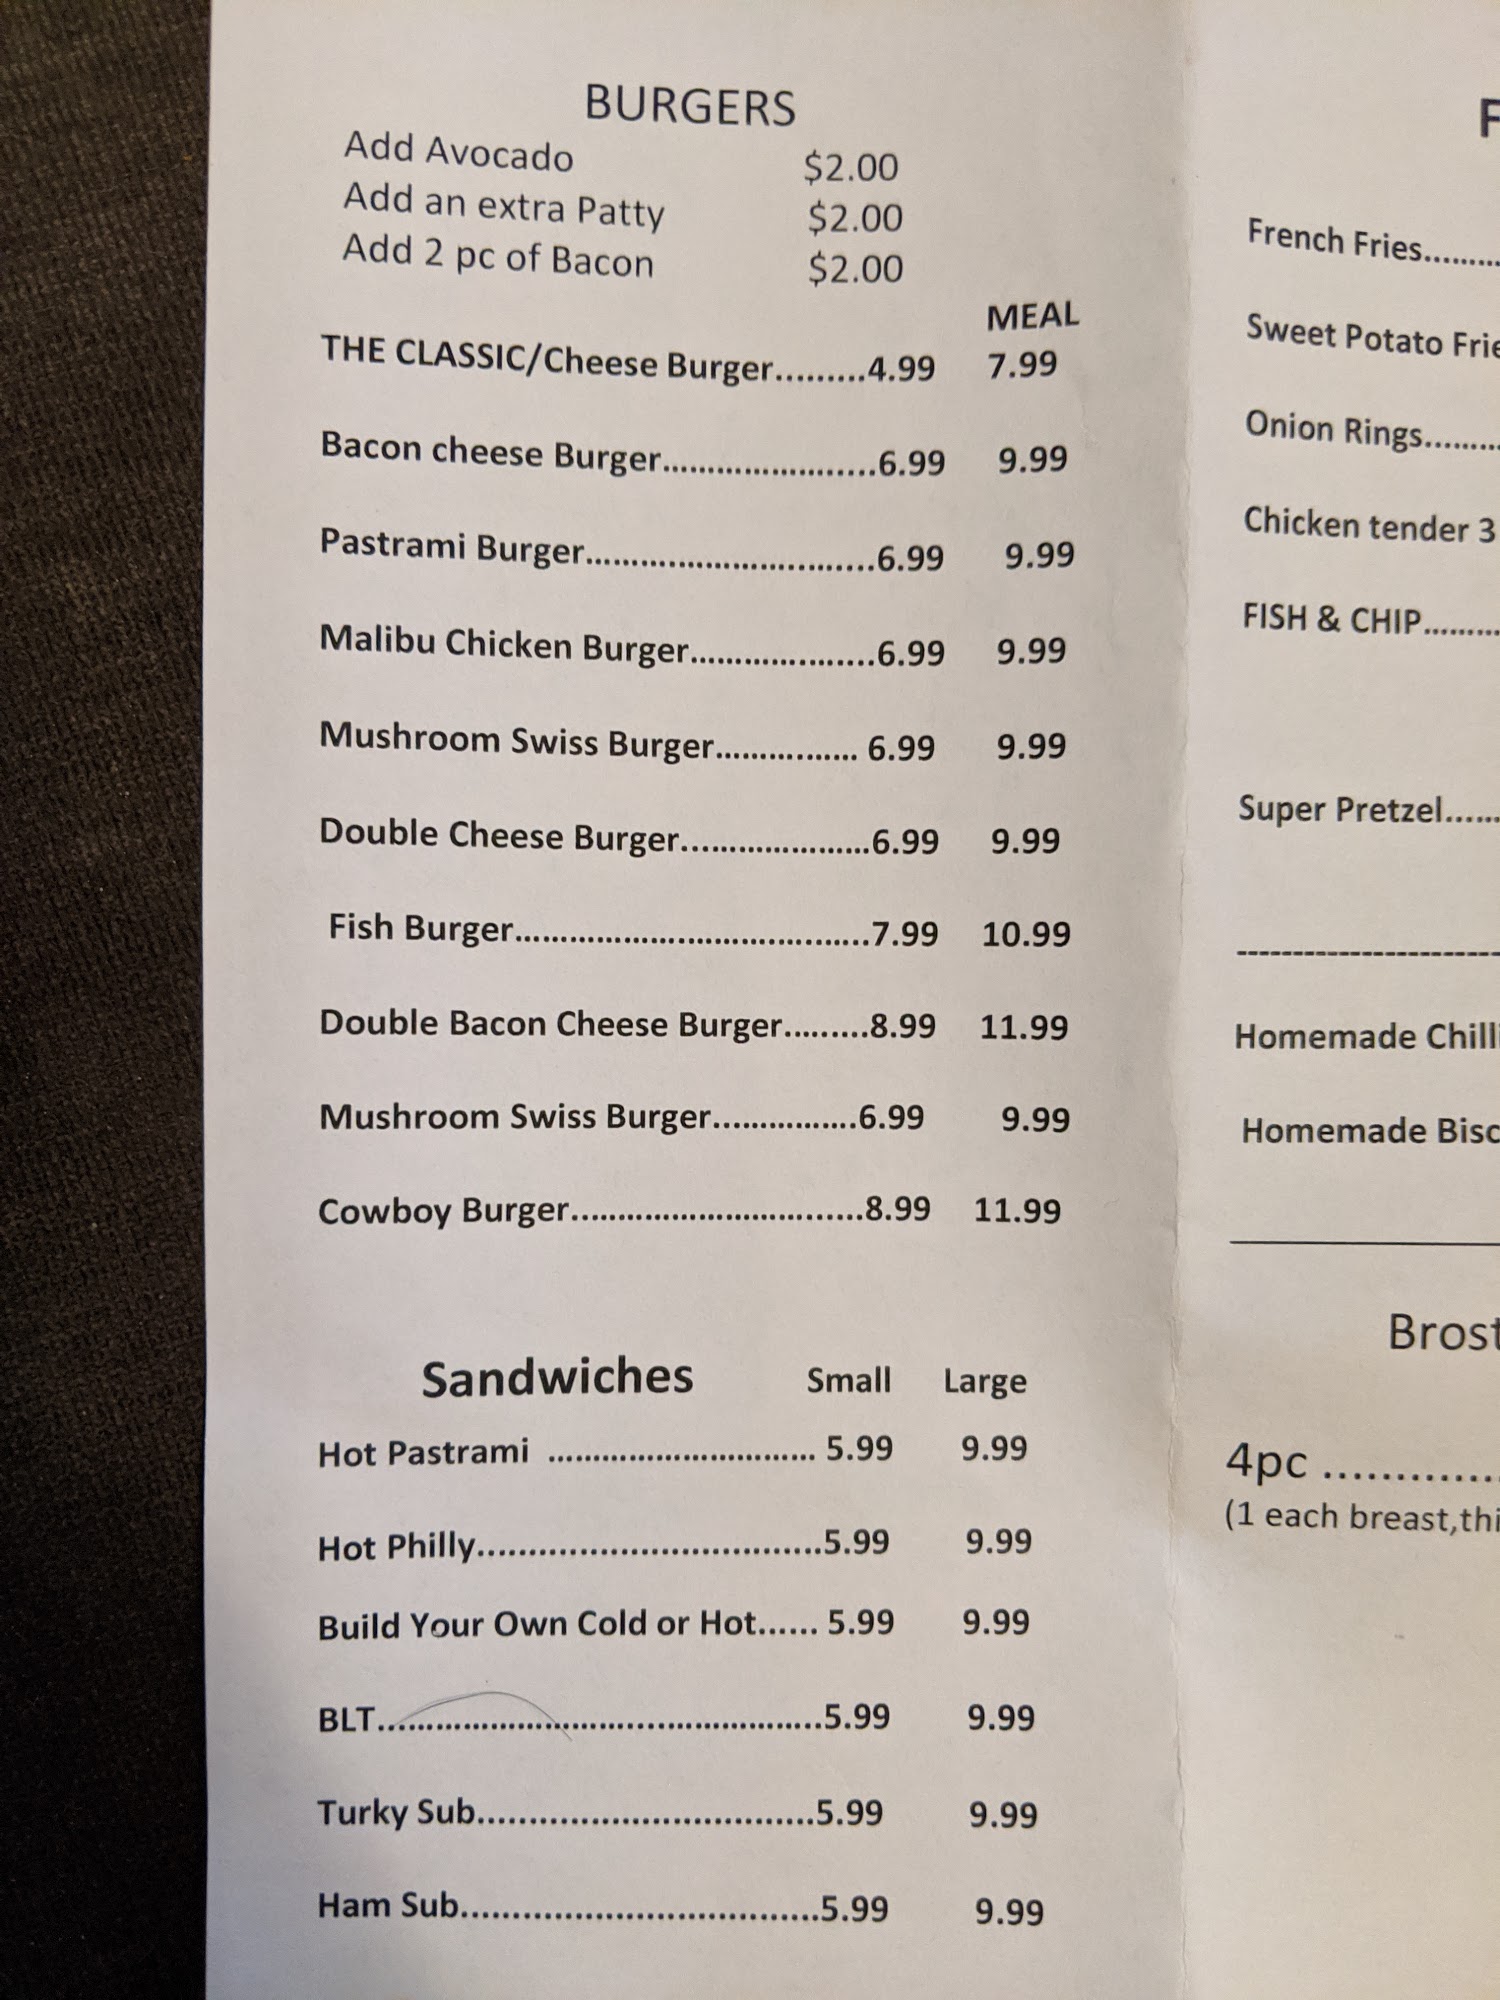 BURGERS
Add Avocado $2.00
Add an extra Patty $2.00
Add 2 pc of Bacon $2.00
MEAL
THE CLASSIC/Cheese Burger.........4.99 7.99
Bacon cheese Burger.......................6.99 9.99
Pastrami Burger...............................6.99 9.99
Malibu Chicken Burger....................6.99 9.99
Mushroom Swiss Burger................ 6.99 9.99
Double Cheese Burger.....................6.99 9.99
Fish Burger.......................................7.99 10.99
Double Bacon Cheese Burger.........8.99 11.99
Mushroom Swiss Burger................6.99 9.99
Cowboy Burger................................8.99 11.99
Sandwiches Small Large
Hot Pastrami ............................. 5.99 9.99
Hot Philly..................................5.99 9.99
Build Your Own Cold or Hot...... 5.99 9.99
BLT................................................5.99 9.99
Turky Sub.................................5.99 9.99
Ham Sub...................................5.99 9.99
F
French Fries.........
Sweet Potato Frie
Onion Rings.........
Chicken tender 3
FISH & CHIP.........
Super Pretzel......
Homemade Chilli
Homemade Bisc
Brost
4pc .............
(1 each breast,thi